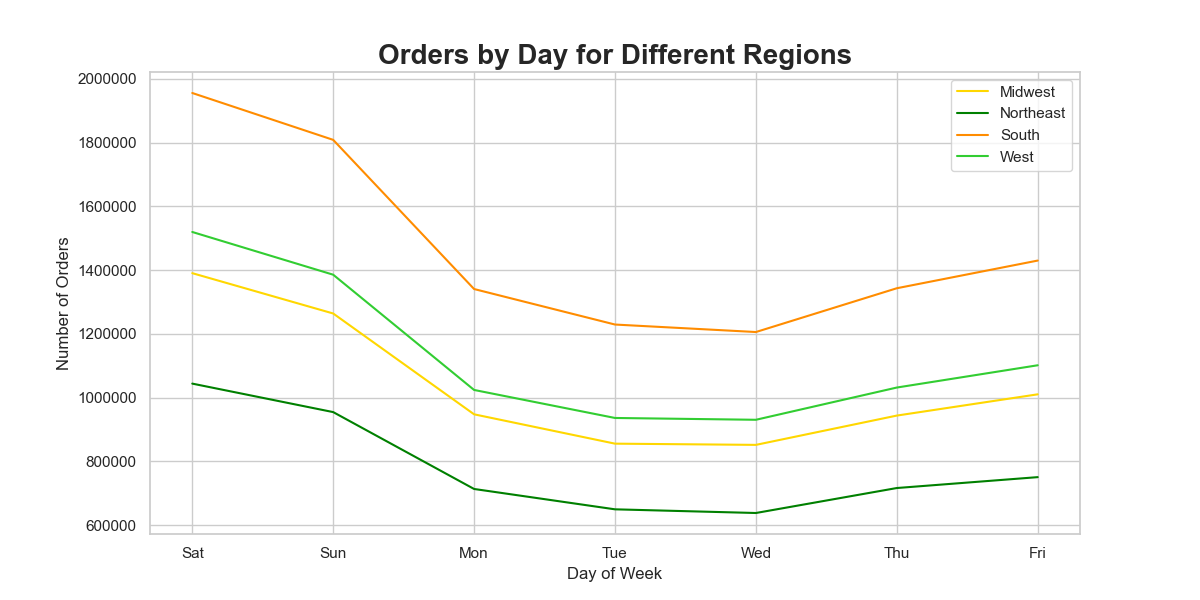 Orders by Day for Different Regions
2000000
1800000
1600000
1400000
1200000
1000000
800000
600000
Number of Orders
Midwest
Northeast
South
West
Sat Sun Mon Tue Wed Thu Fri
Day of Week